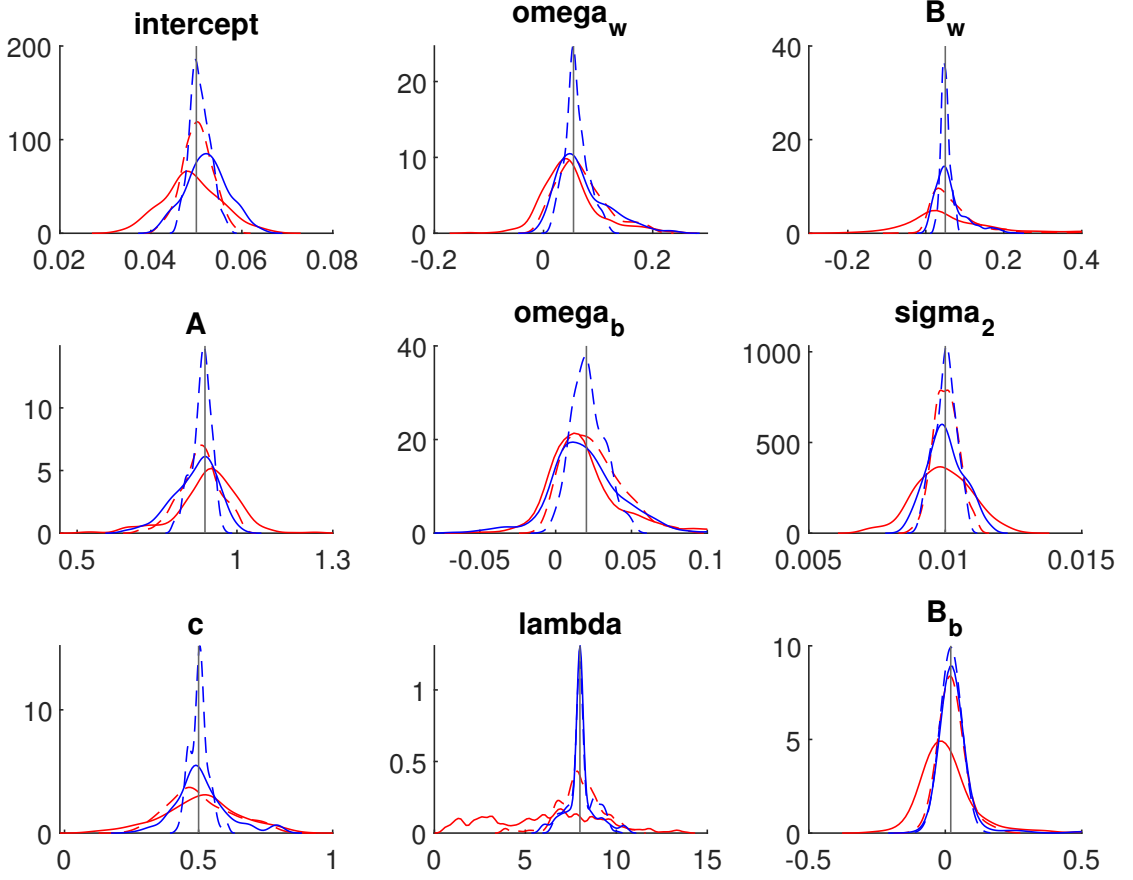 intercept omega_w B_w
200 100 0 0.02 0.04 0.06 0.08
20 10 0 -0.2 0 0.2
40 20 0 -0.2 0 0.2 0.4
A omega_b sigma_2
10 5 0 0.5 1 1.3
40 20 0 -0.05 0 0.05 0.1
1000 500 0 0.005 0.01 0.015
c lambda B_b
10 0 0 0.5 1
1 0.5 0 0 5 10 15
10 5 0 -0.5 0 0.5